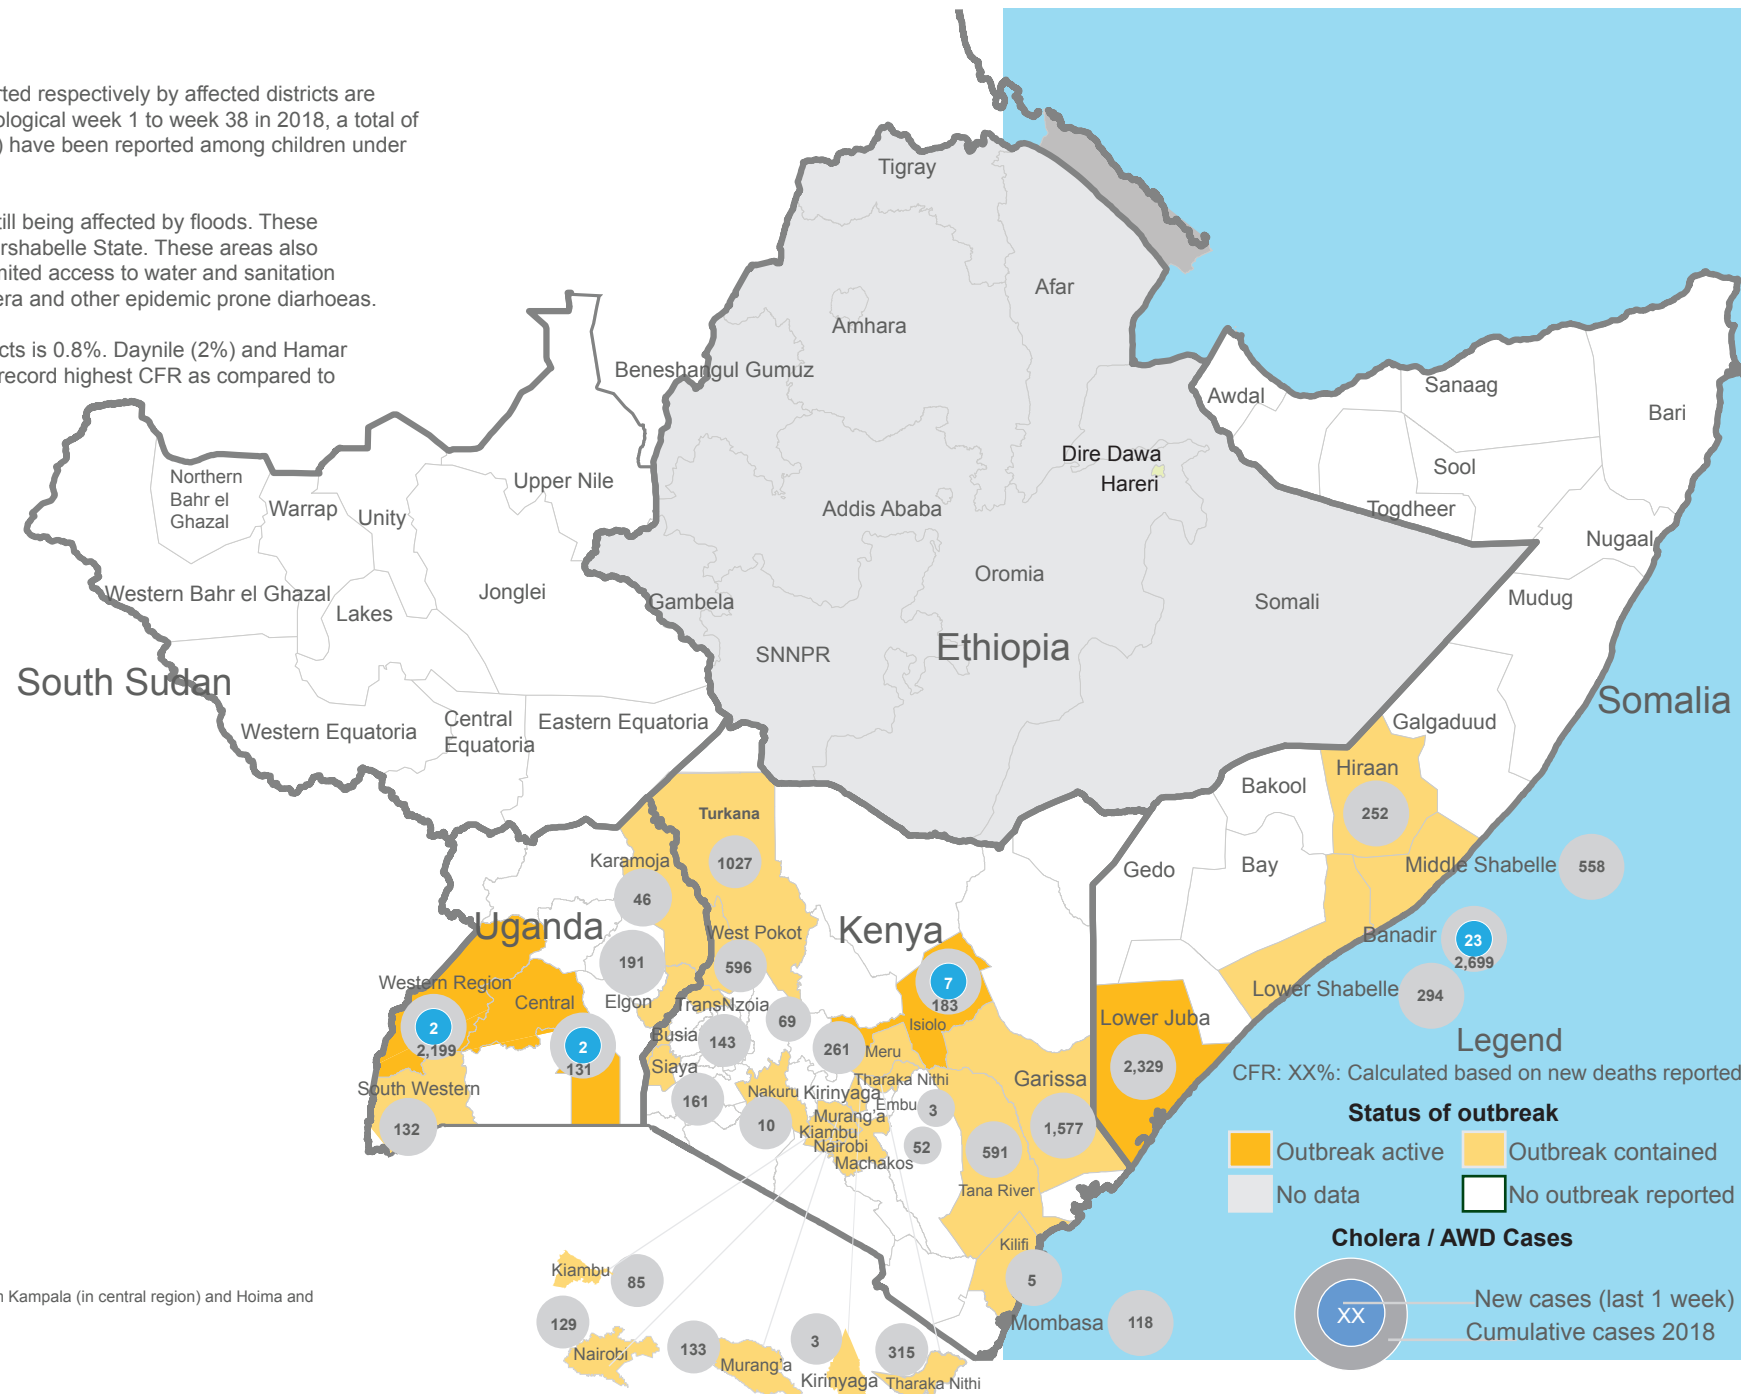 rted respectively by affected districts are
ological week 1 to week 38 in 2018, a total of
) have been reported among children under
till being affected by floods. These
rshabelle State. These areas also
mited access to water and sanitation
era and other epidemic prone diarhoeas.
cts is 0.8%. Daynile (2%) and Hamar
record highest CFR as compared to
Tigray
Afar
Amhara
Beneshangul Gumuz
Awdal
Sanaag
Bari
Dire Dawa
Hareri
Sool
Togdheer
Nugaal
Northern
Bahr el
Ghazal
Warrap
Unity
Upper Nile
Addis Ababa
Oromia
Somali
Mudug
Western Bahr el Ghazal
Lakes
Jonglei
Gambela
SNNPR
Ethiopia
South Sudan
Somalia
Western Equatoria
Central
Equatoria
Eastern Equatoria
Galgaduud
Hiraan
252
Bakool
Turkana
1027
Karamoja
46
Gedo
Bay
Middle Shabelle
558
Uganda
Kenya
West Pokot
596
Banadir
23
2,699
191
Elgon
Western Region
2
2,199
Central
2
131
7
183
Isiolo
Lower Shabelle
294
TransNzoia
69
Busia
143
261
Meru
Lower Juba
2,329
Siaya
161
South Western
132
Nakuru
10
Kirinyaga
Tharaka Nithi
Embu
3
Murang'a
Kiambu
Nairobi
Machakos
52
Garissa
1,577
591
Tana River
Kilifi
5
Mombasa
118
Legend
CFR: XX%: Calculated based on new deaths reported
Status of outbreak
Outbreak active
Outbreak contained
No data
No outbreak reported
Cholera / AWD Cases
XX
New cases (last 1 week)
Cumulative cases 2018
Kiambu
85
n Kampala (in central region) and Hoima and
129
Nairobi
133
Murang'a
3
Kirinyaga
315
Tharaka Nithi